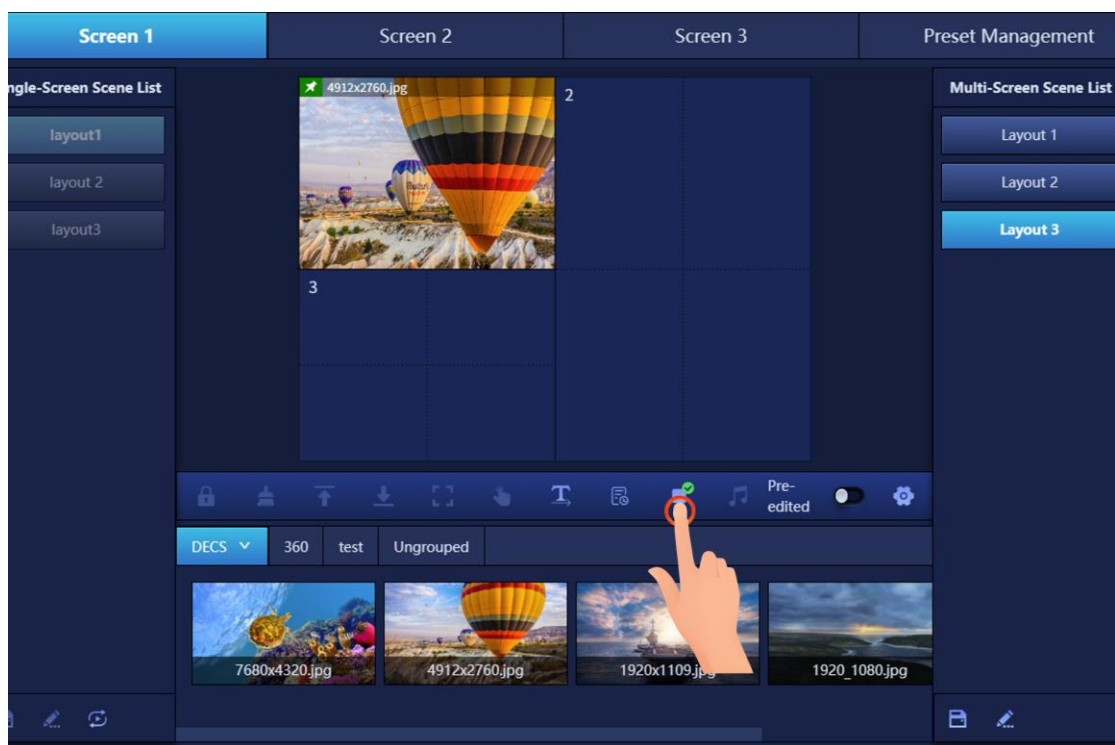 Screen 1
Screen 2
Screen 3
Preset Management
ngle-Screen Scene List
layout1
layout 2
layout3
4912x2760.jpg
2
3
Multi-Screen Scene List
Layout 1
Layout 2
Layout 3
T
Pre-
edited
DECS
360
test
Ungrouped
7680x4320.jpg
4912x2760.jpg
1920x1109.jpg
1920_1080.jpg